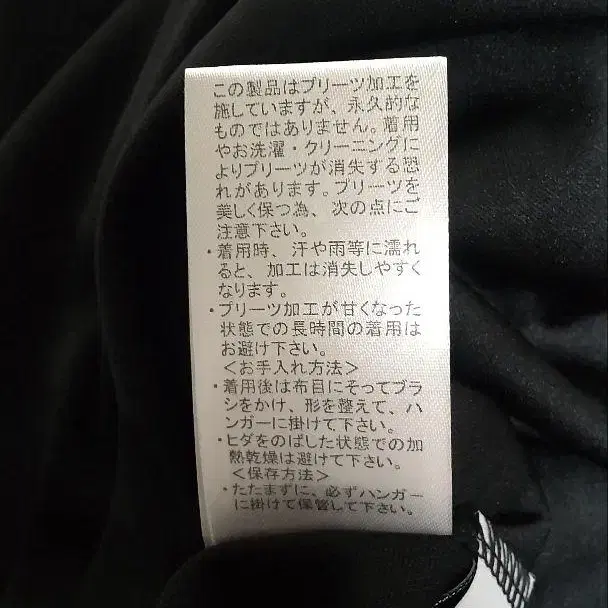 この製品はプリーツ加工を
施していますが、永久的な
ものではありません。着用
やお洗濯・クリーニングに
よりプリーツが消失する恐
れがあります。プリーツを
美しく保つ為、次の点にご
注意下さい。
・着用時、汗や雨等に濡れ
ると、加工は消失しやすく
なります。
・プリーツ加工が甘くなった
状態での長時間の着用は
お避け下さい。
＜お手入れ方法＞
・着用後は布目にそってブラ
シをかけ、形を整えて、ハ
ンガーに掛けて下さい。
・ヒダをのばした状態での加
熱乾燥は避けて下さい。
＜保存方法＞
・たたまずに、必ずハンガー
に掛けて保管して下さい。